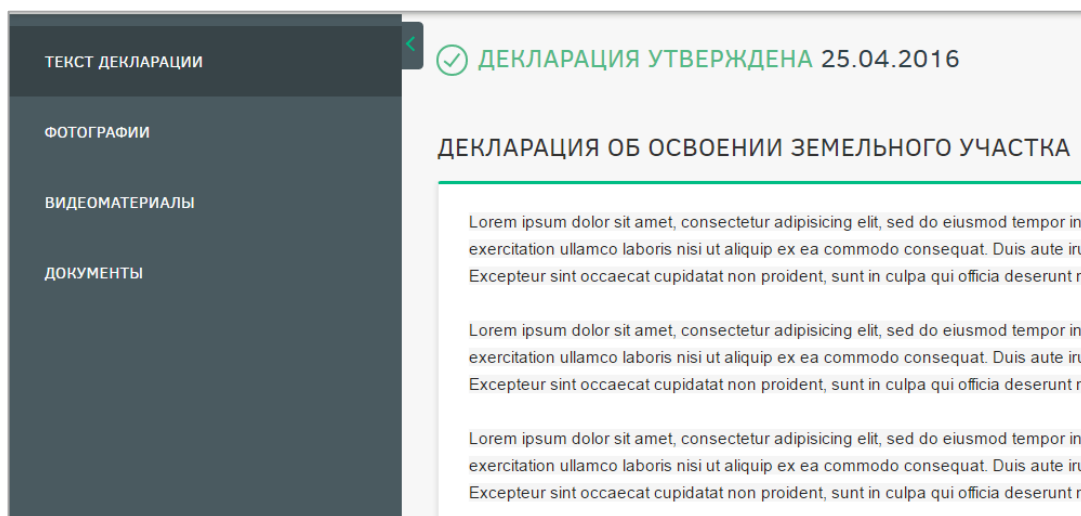 ТЕКСТ ДЕКЛАРАЦИИ
ФОТОГРАФИИ
ВИДЕОМАТЕРИАЛЫ
ДОКУМЕНТЫ
ДЕКЛАРАЦИЯ УТВЕРЖДЕНА 25.04.2016
ДЕКЛАРАЦИЯ ОБ ОСВОЕНИИ ЗЕМЕЛЬНОГО УЧАСТКА
Lorem ipsum dolor sit amet, consectetur adipisicing elit, sed do eiusmod tempor
exercitation ullamco laboris nisi ut aliquip ex ea commodo consequat. Duis aute
Excepteur sint occaecat cupidatat non proident, sunt in culpa qui officia deserunt
Lorem ipsum dolor sit amet, consectetur adipisicing elit, sed do eiusmod tempor
exercitation ullamco laboris nisi ut aliquip ex ea commodo consequat. Duis aute
Excepteur sint occaecat cupidatat non proident, sunt in culpa qui officia deserunt
Lorem ipsum dolor sit amet, consectetur adipisicing elit, sed do eiusmod tempor
exercitation ullamco laboris nisi ut aliquip ex ea commodo consequat. Duis aute
Excepteur sint occaecat cupidatat non proident, sunt in culpa qui officia deserunt